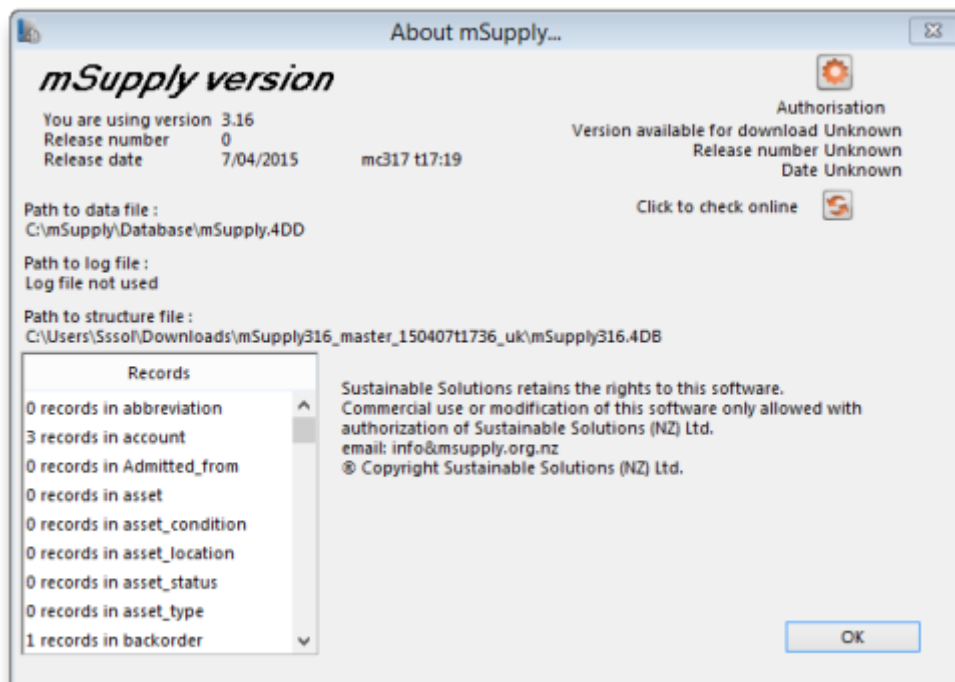 About mSupply...
mSupply version
You are using version 3.16
Release number 0
Release date 7/04/2015 mc317 t17:19
Authorisation
Version available for download Unknown
Release number Unknown
Date Unknown
Click to check online
Path to data file :
C:\mSupply\Database\mSupply.4DD
Path to log file :
Log file not used
Path to structure file :
C:\Users\Sssol\Downloads\mSupply316_master_150407t1736_uk\mSupply316.4DB
Records
0 records in abbreviation
3 records in account
0 records in Admitted_from
0 records in asset
0 records in asset_condition
0 records in asset_location
0 records in asset_status
0 records in asset_type
1 records in backorder
Sustainable Solutions retains the rights to this software.
Commercial use or modification of this software only allowed with
authorization of Sustainable Solutions (NZ) Ltd.
email: info@msupply.org.nz
® Copyright Sustainable Solutions (NZ) Ltd.
OK